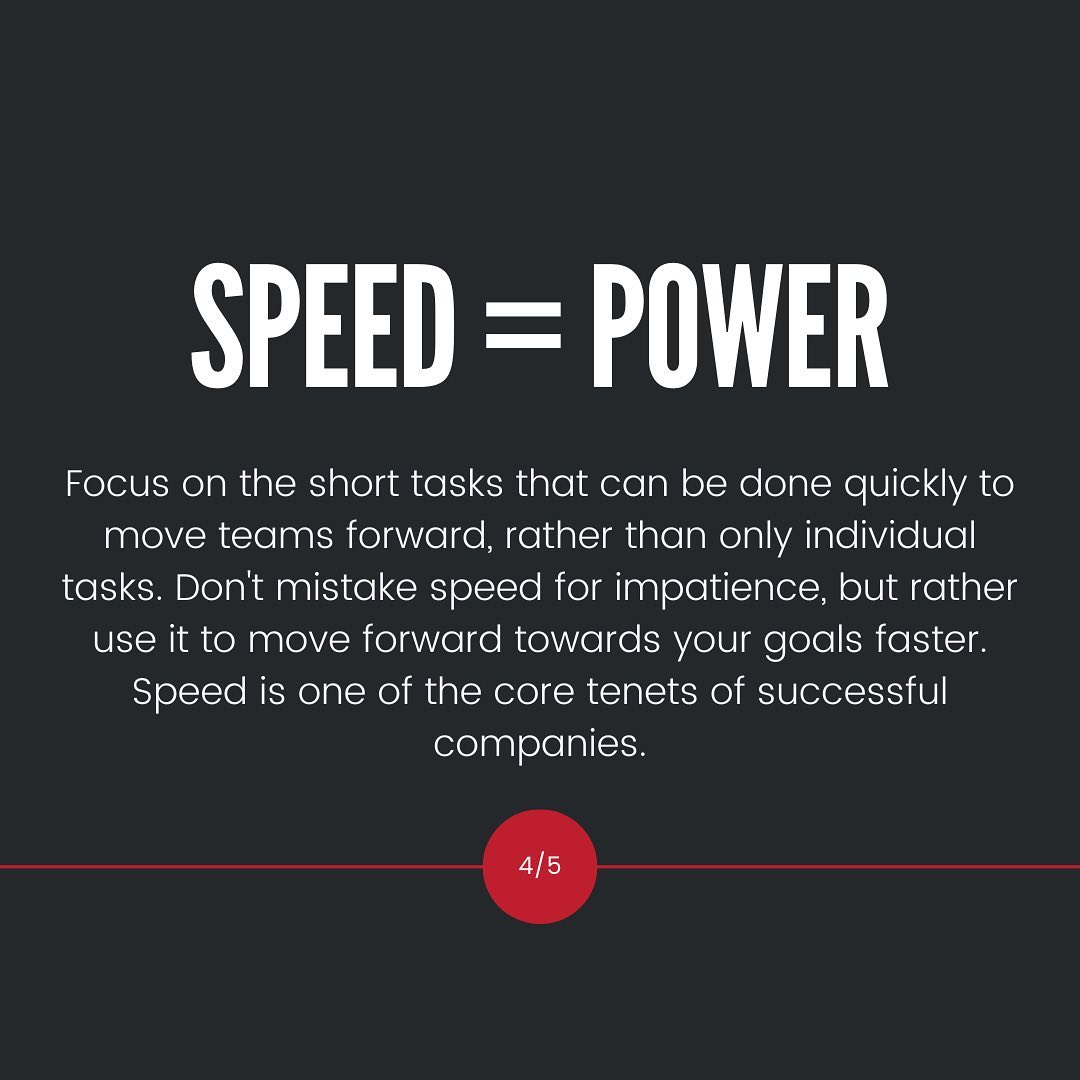 SPEED = POWER
Focus on the short tasks that can be done quickly to
move teams forward, rather than only individual
tasks. Don't mistake speed for impatience, but rather
use it to move forward towards your goals faster.
Speed is one of the core tenets of successful
companies.
4/5